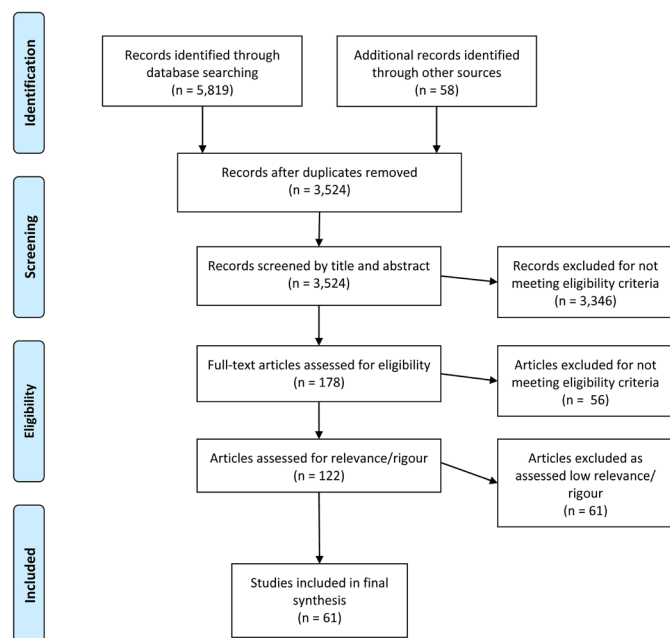 Identification
Records identified through
database searching
(n = 5,819)
Additional records identified
through other sources
(n = 58)
Records after duplicates removed
(n = 3,524)
Screening
Records screened by title and abstract
(n = 3,524)
Records excluded for not
meeting eligibility criteria
(n = 3,346)
Eligibility
Full-text articles assessed for eligibility
(n = 178)
Articles excluded for not
meeting eligibility criteria
(n =  56)
Articles assessed for relevance/rigour
(n = 122)
Articles excluded as
assessed low relevance/
rigour
(n = 61)
Included
Studies included in final
synthesis
(n = 61)